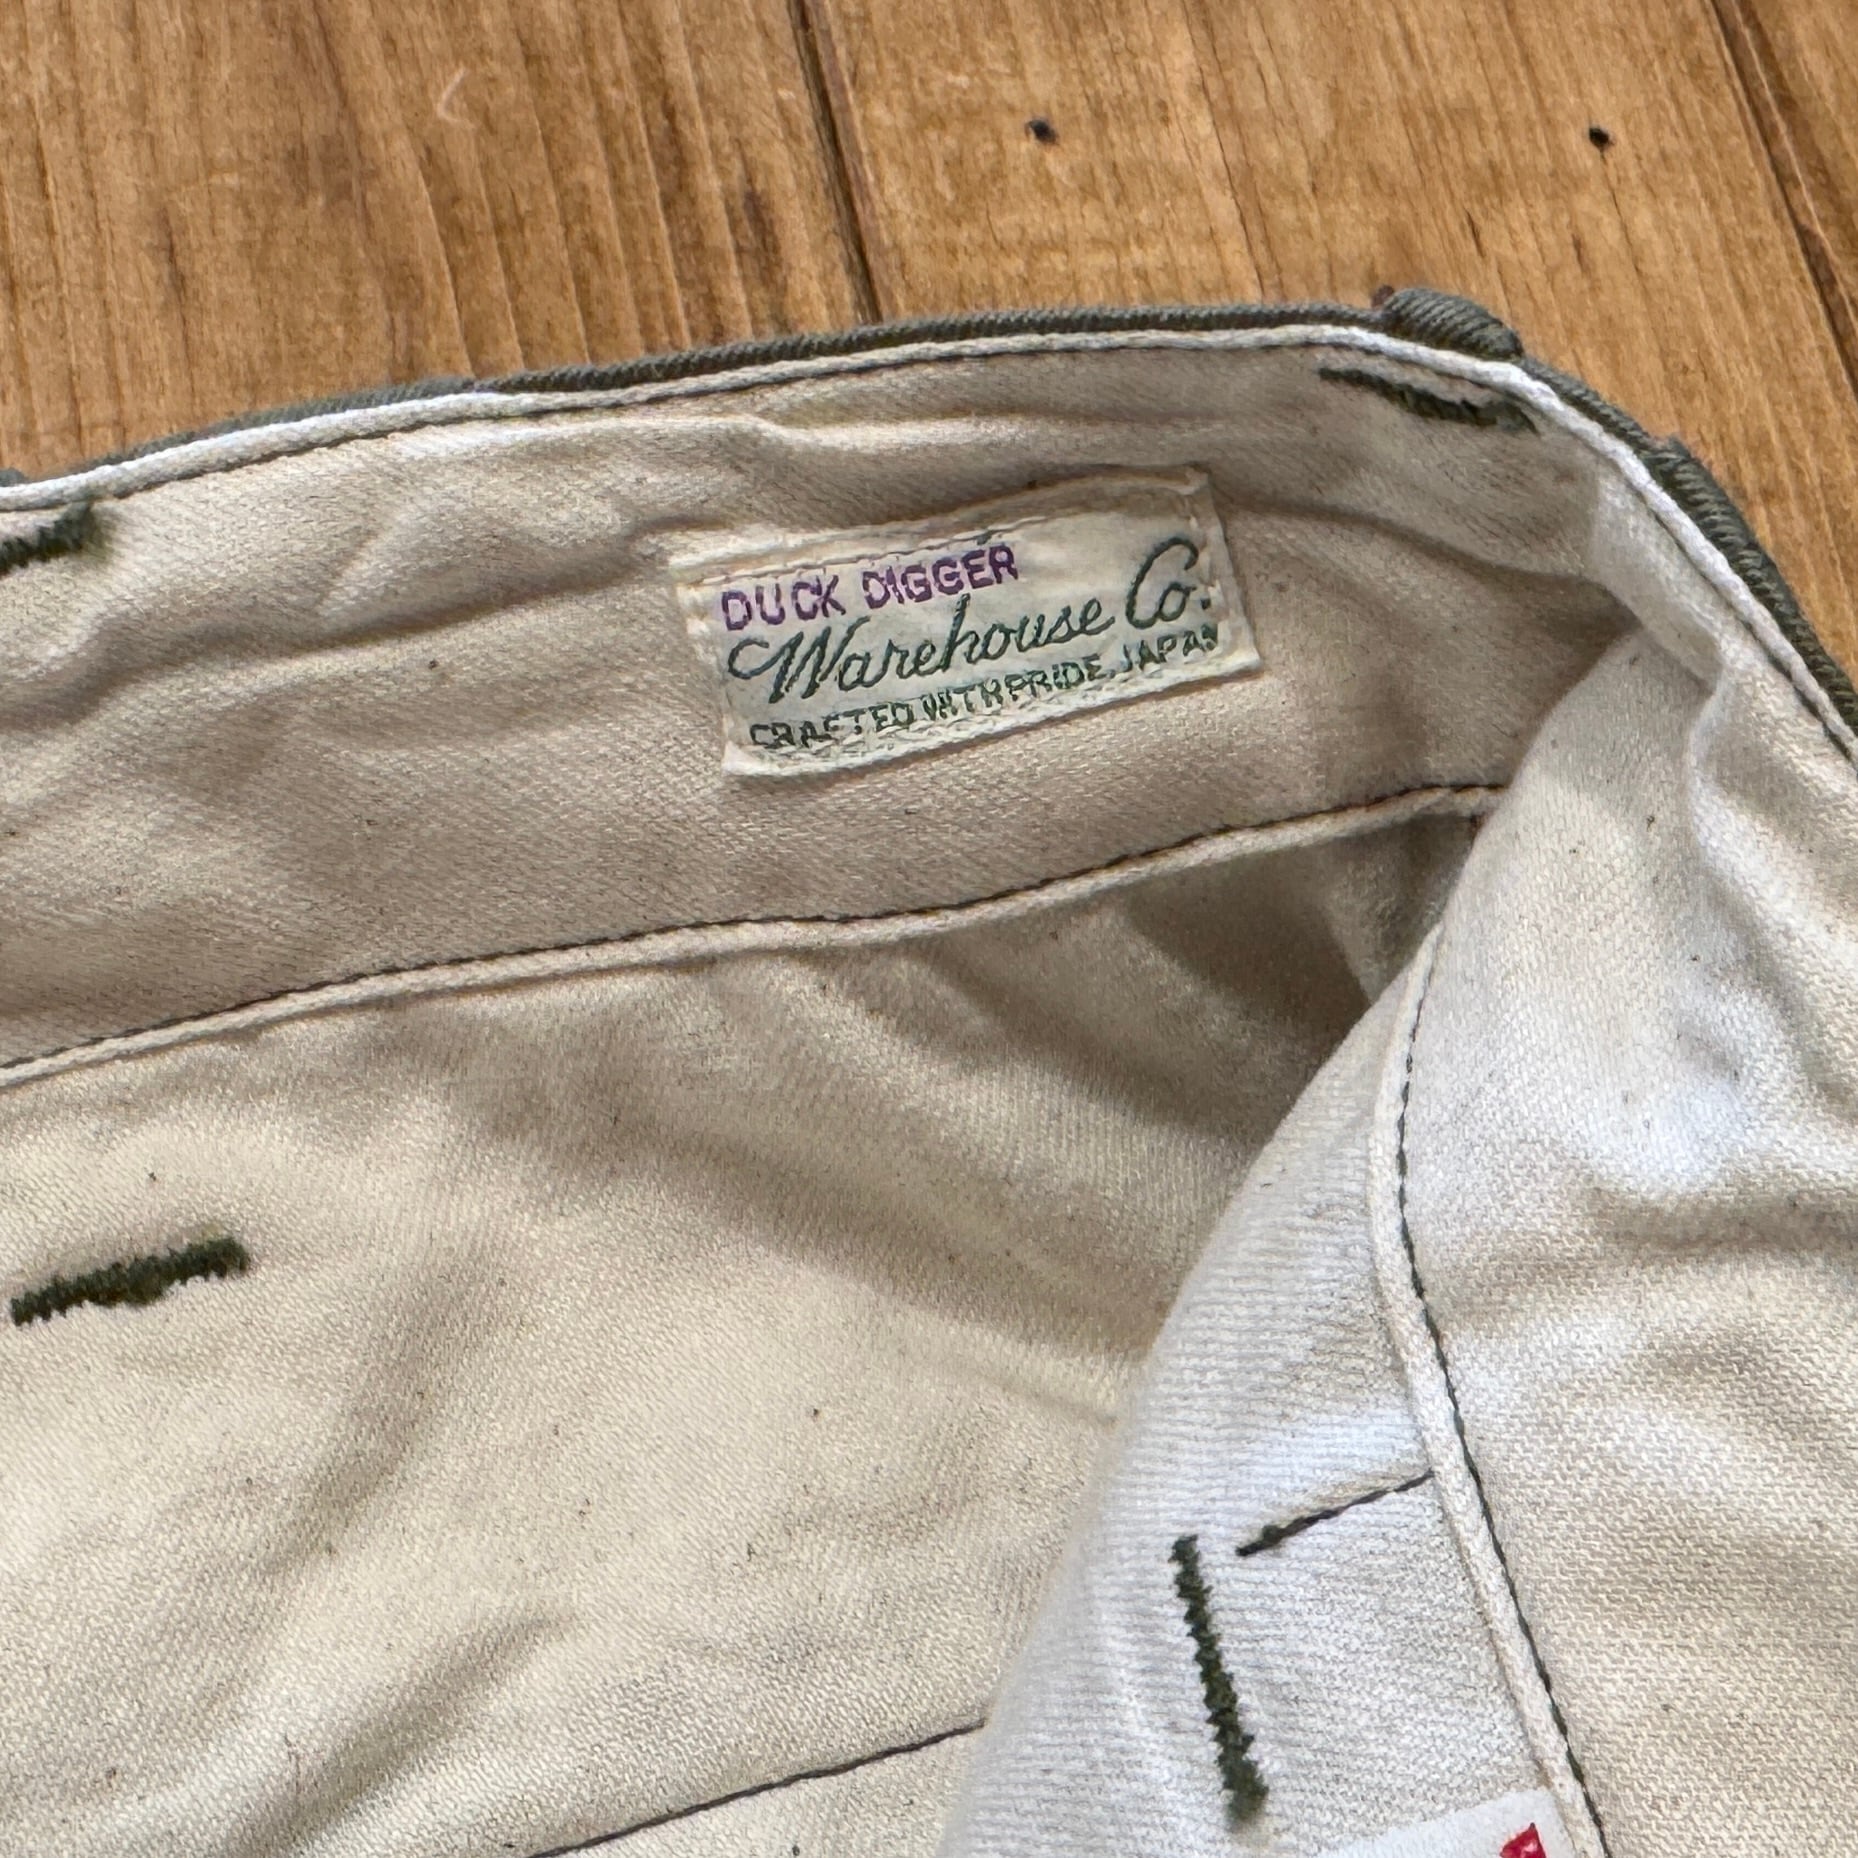 DUCK DIGGER
Warehouse Co.
CRAFTED WITH PRIDE, JAPAN